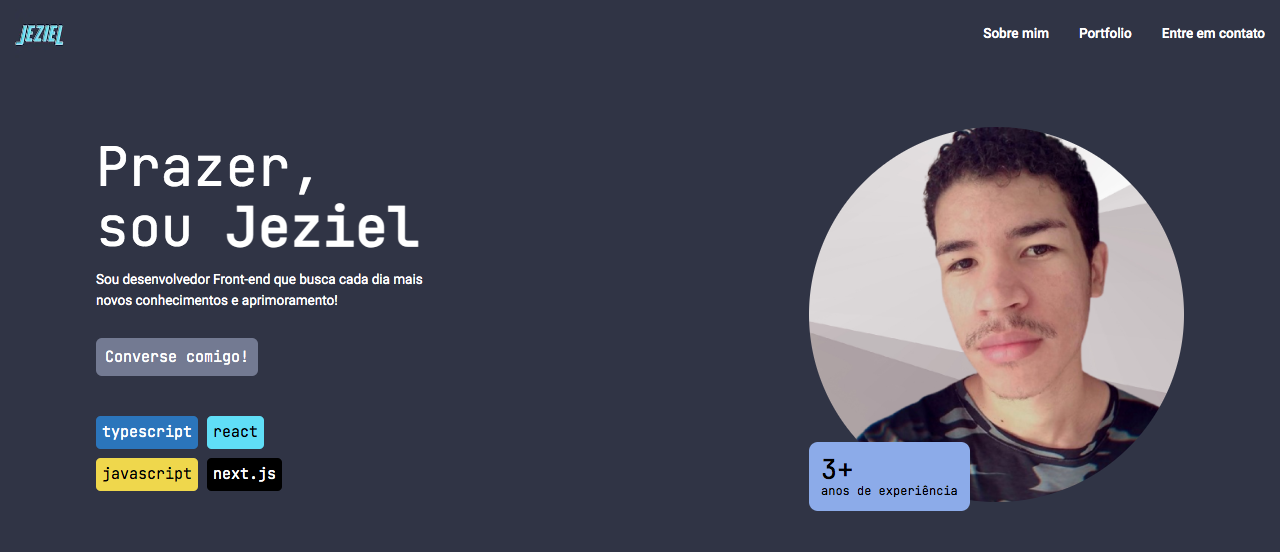 JEZIEL
Sobre mim
Portfolio
Entre em contato
Prazer,
sou Jeziel
Sou desenvolvedor Front-end que busca cada dia mais
novos conhecimentos e aprimoramento!
Converse comigo!
typescript
react
javascript
next.js
3+
anos de experiência